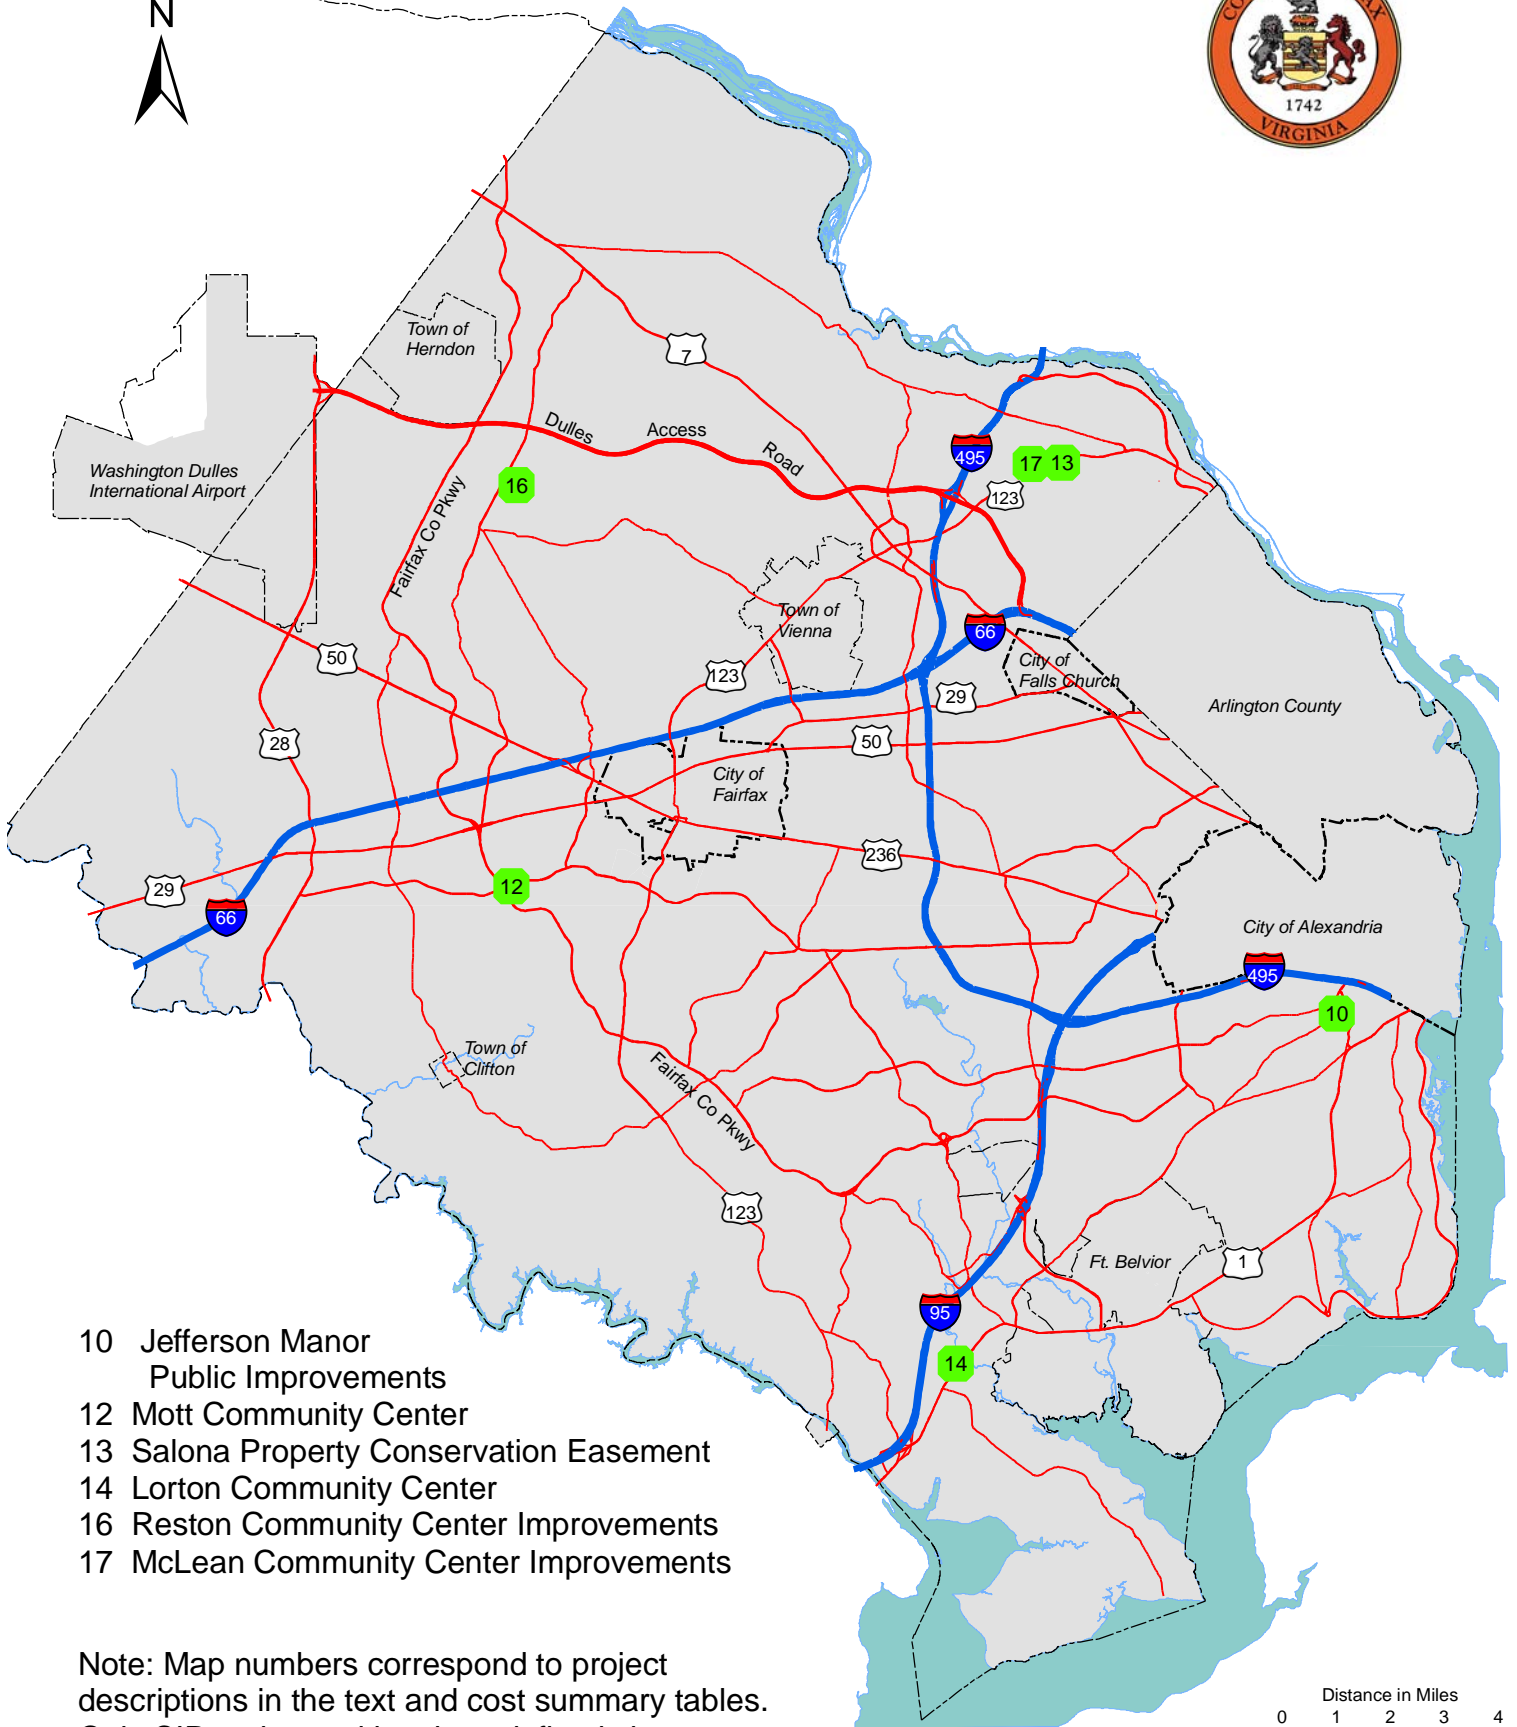 N
1742
VIRGINIA
Town of
Herndon
7
Dulles
Access
Road
495
17
13
123
Washington Dulles
International Airport
16
Fairfax Co Pkwy
Town of
Vienna
66
50
123
City of
Falls Church
29
Arlington County
28
50
City of
Fairfax
236
29
12
66
City of Alexandria
495
10
Town of
Clifton
Fairfax Co Pkwy
123
Ft. Belvior
1
95
14
10 Jefferson Manor
Public Improvements
12 Mott Community Center
13 Salona Property Conservation Easement
14 Lorton Community Center
16 Reston Community Center Improvements
17 McLean Community Center Improvements
Note: Map numbers correspond to project
descriptions in the text and cost summary tables.
Distance in Miles
0 1 2 3 4